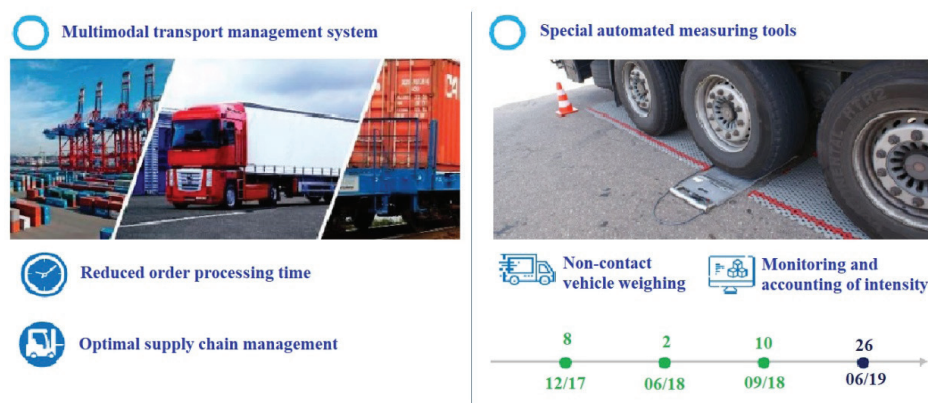 Multimodal transport management system
Reduced order processing time
Optimal supply chain management
Special automated measuring tools
Non-contact
vehicle weighing
Monitoring and
accounting of intensity
8 2 10 26
12/17 06/18 09/18 06/19